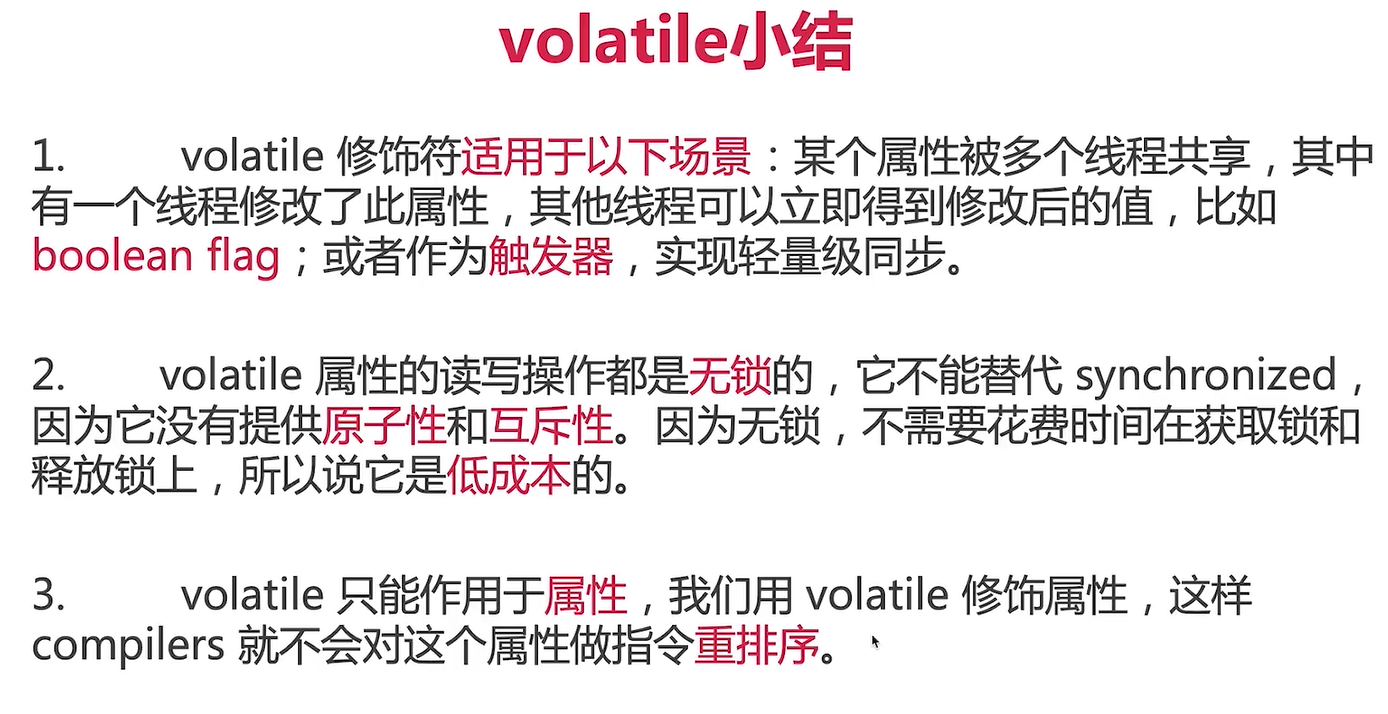 volatile小结
1. volatile 修饰符适用于以下场景：某个属性被多个线程共享，其中
有一个线程修改了此属性，其他线程可以立即得到修改后的值，比如
boolean flag；或者作为触发器，实现轻量级同步。
2. volatile 属性的读写操作都是无锁的，它不能替代 synchronized，
因为它没有提供原子性和互斥性。因为无锁，不需要花费时间在获取锁和
释放锁上，所以说它是低成本的。
3. volatile 只能作用于属性，我们用 volatile 修饰属性，这样
compilers 就不会对这个属性做指令重排序。